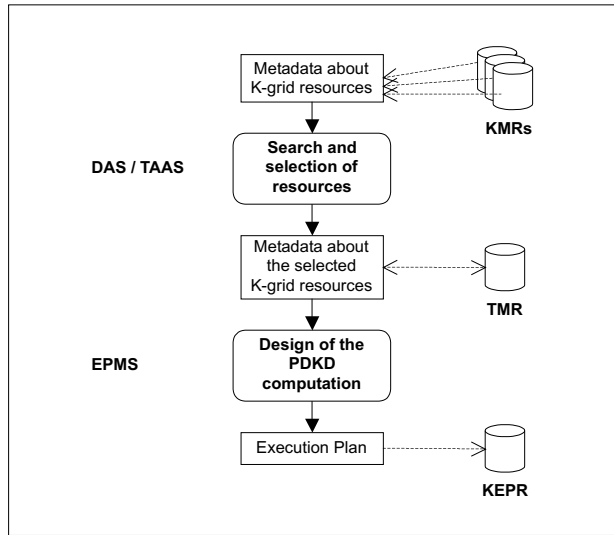 Metadata about
K-grid resources
KMRs
DAS / TAAS
Search and
selection of
resources
Metadata about
the selected
K-grid resources
TMR
EPMS
Design of the
PDKD
computation
Execution Plan
KEPR